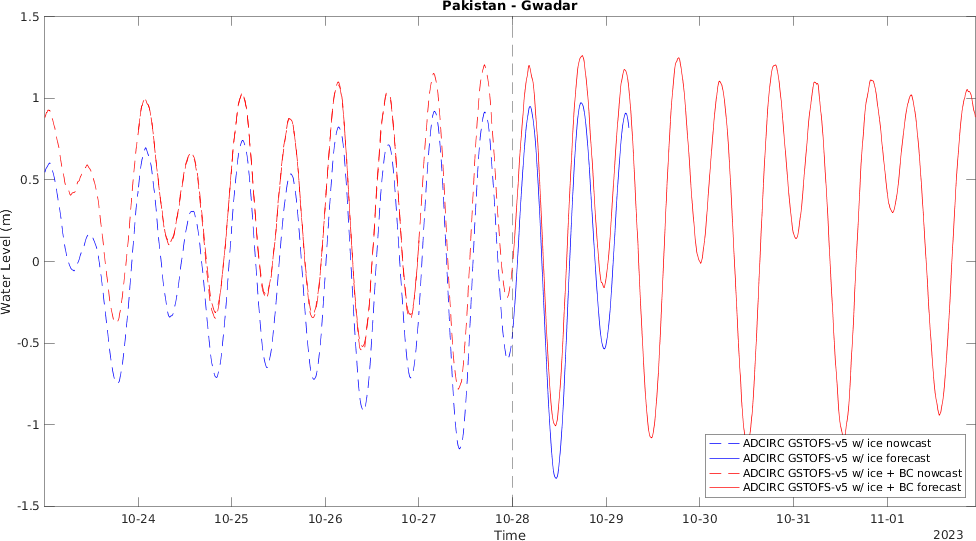 Pakistan - Gwadar
1.5
1
0.5
0
-0.5
-1
-1.5
Water Level (m)
ADCIRC GSTOFS-v5 w/ ice nowcast
ADCIRC GSTOFS-v5 w/ ice forecast
ADCIRC GSTOFS-v5 w/ ice + BC nowcast
ADCIRC GSTOFS-v5 w/ ice + BC forecast
10-24 10-25 10-26 10-27 10-28 10-29 10-30 10-31 11-01
Time
2023